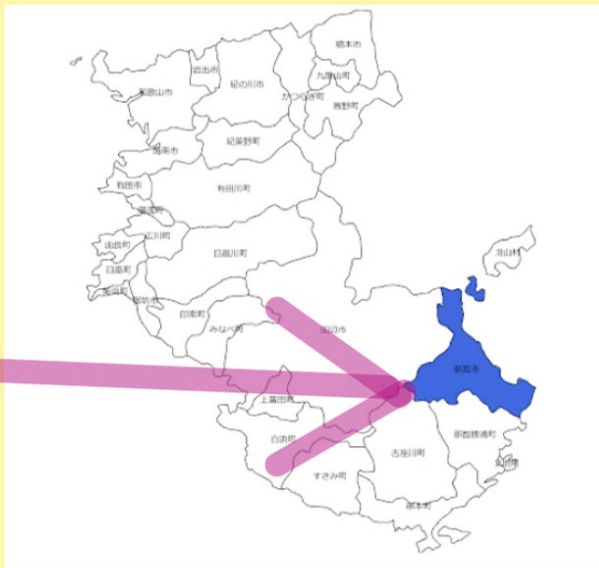 橋本市
岩出市
紀の川市
九度山町
和歌山市
かつらぎ町
高野町
紀美野町
海南市
有田市
有田川町
湯浅町
広川町
由良町
日高川町
北山村
日高町
美浜町
御坊市
印南町
みなべ町
田辺市
新宮市
上富田町
白浜町
那智勝浦町
古座川町
太地町
すさみ町
串本町